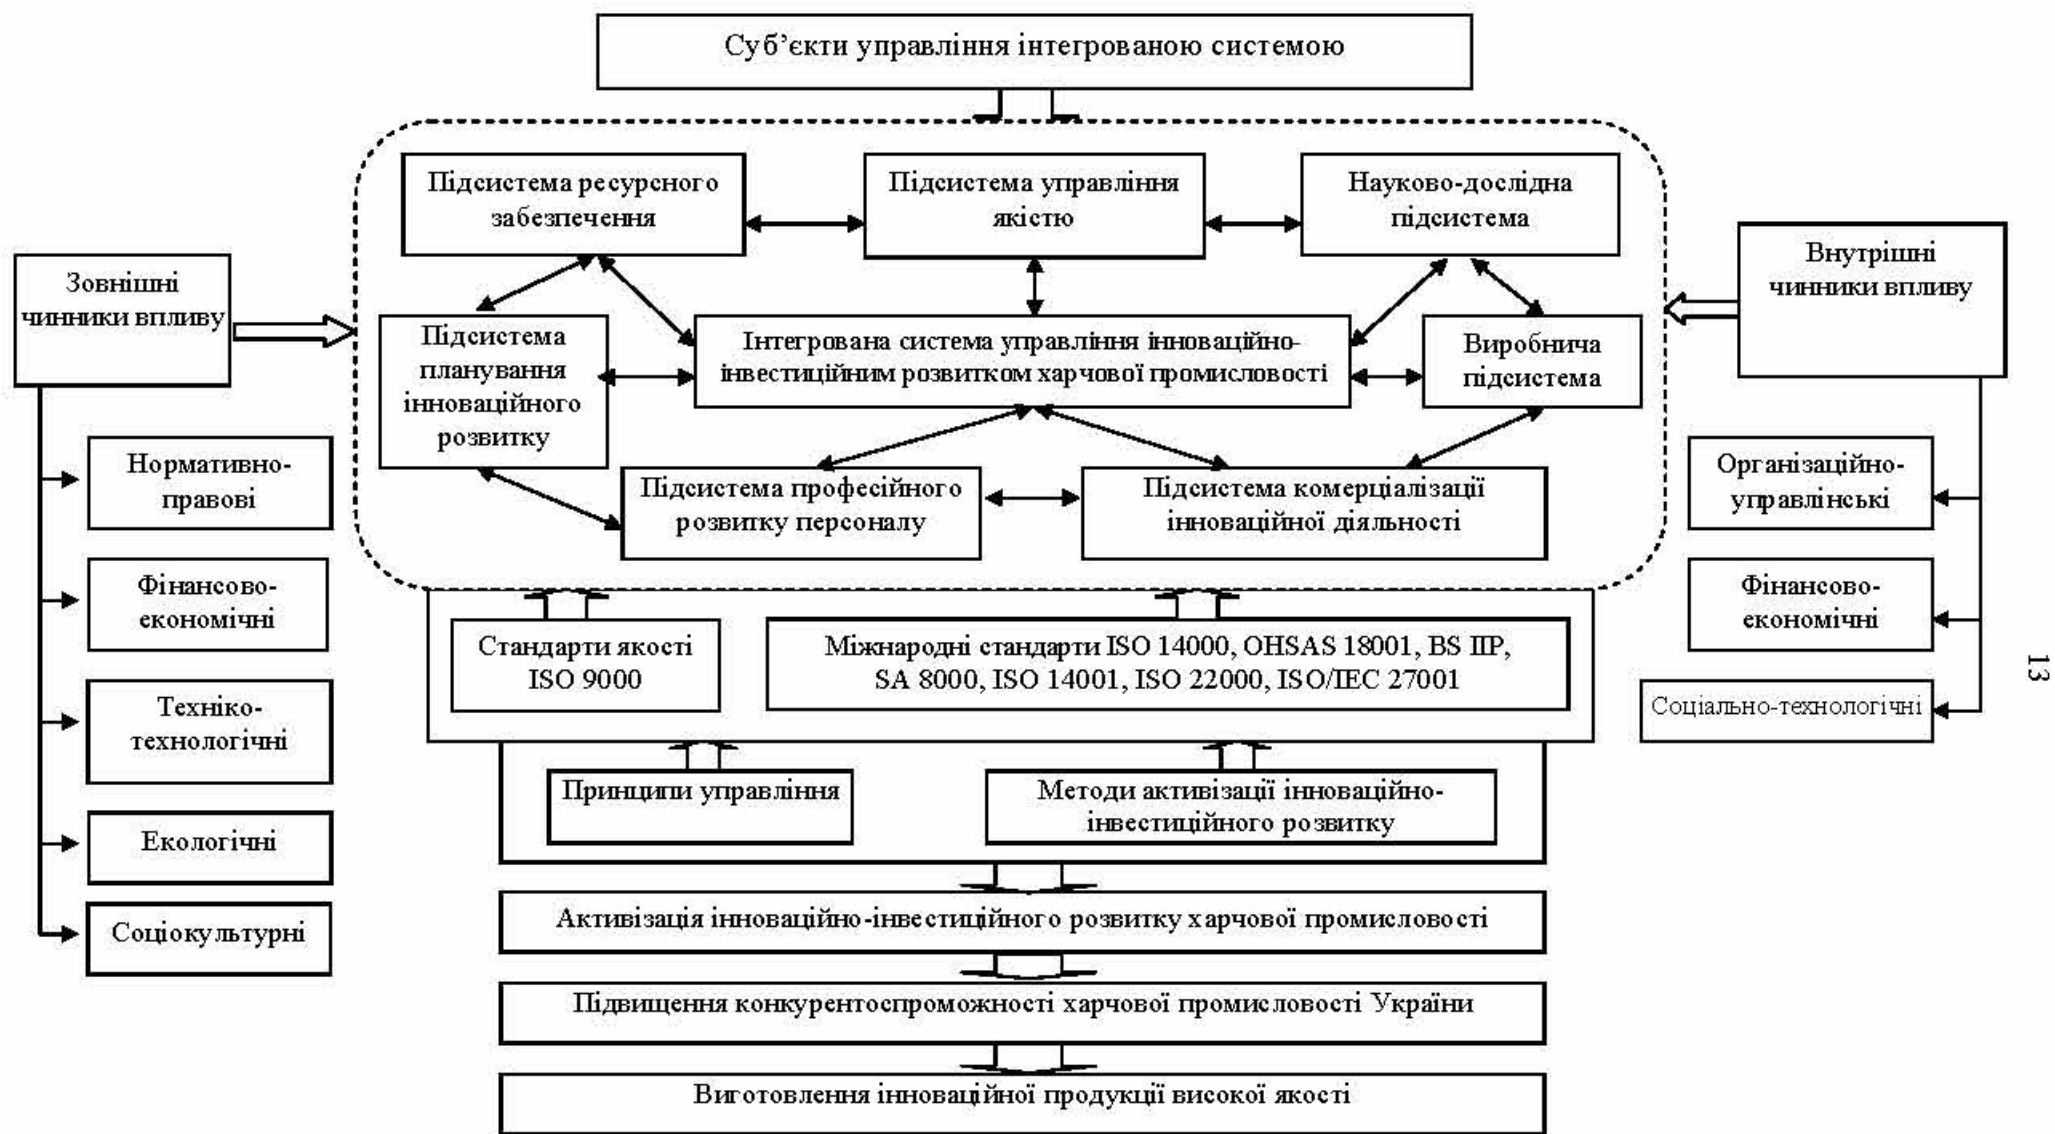 Суб’єкти управління інтегрованою системою
Підсистема ресурсного
забезпечення
Підсистема управління
якістю
Науково-дослідна
підсистема
Зовнішні
чинники впливу
Внутрішні
чинники впливу
Підсистема
планування
інноваційного
розвитку
Інтегрована система управління інноваційно-
інвестиційним розвитком харчової промисловості
Виробнича
підсистема
Підсистема професійного
розвитку персоналу
Підсистема комерціалізації
інноваційної діяльності
Нормативно-
правові
Фінансово-
економічні
Техніко-
технологічні
Екологічні
Соціокультурні
Організаційно-
управлінські
Фінансово-
економічні
Соціально-технологічні
Стандарти якості
ISO 9000
Міжнародні стандарти ISO 14000, OHSAS 18001, BS IIP,
SA 8000, ISO 14001, ISO 22000, ISO/IEC 27001
Принципи управління
Методи активізації інноваційно-
інвестиційного розвитку
Активізація інноваційно-інвестиційного розвитку харчової промисловості
Підвищення конкурентоспроможності харчової промисловості України
Виготовлення інноваційної продукції високої якості
13